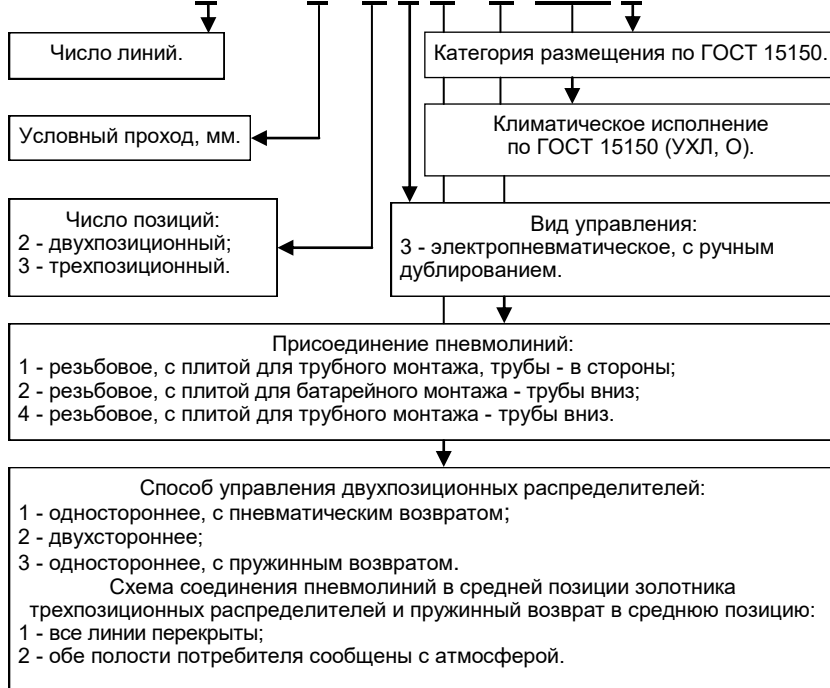 Число линий.
Категория размещения по ГОСТ 15150.
Условный проход, мм.
Климатическое исполнение
по ГОСТ 15150 (УХЛ, О).
Число позиций:
2 - двухпозиционный;
3 - трехпозиционный.
Вид управления:
3 - электропневматическое, с ручным
дублированием.
Присоединение пневмолиний:
1 - резьбовое, с плитой для трубного монтажа, трубы - в стороны;
2 - резьбовое, с плитой для батарейного монтажа - трубы вниз;
4 - резьбовое, с плитой для трубного монтажа - трубы вниз.
Способ управления двухпозиционных распределителей:
1 - одностороннее, с пневматическим возвратом;
2 - двухстороннее;
3 - одностороннее, с пружинным возвратом.
Схема соединения пневмолиний в средней позиции золотника
трехпозиционных распределителей и пружинный возврат в среднюю позицию:
1 - все линии перекрыты;
2 - обе полости потребителя сообщены с атмосферой.